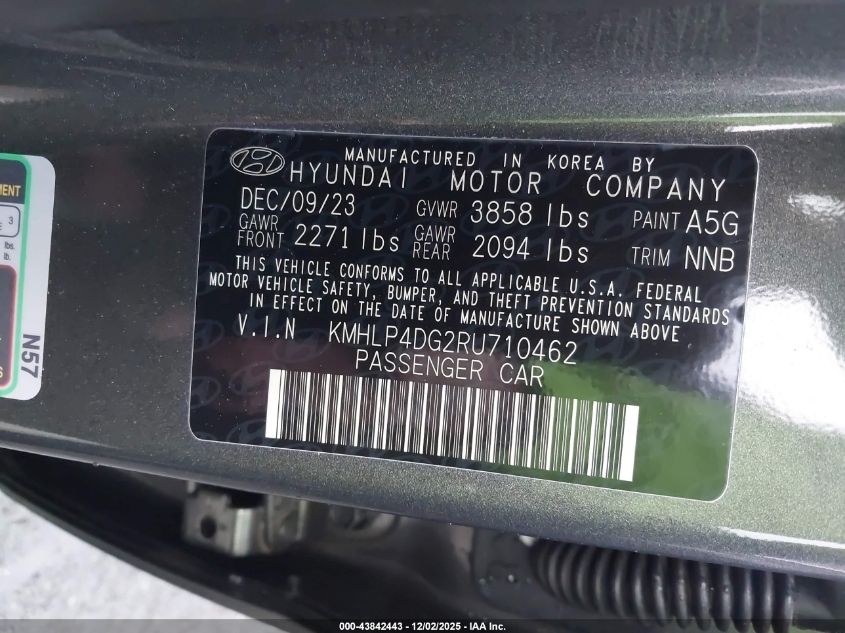 MANUFACTURED IN KOREA BY
HYUNDAI MOTOR COMPANY
DEC/09/23 GVWR 3858 lbs PAINT A5G
GAWR FRONT 2271 lbs GAWR REAR 2094 lbs TRIM NNB
THIS VEHICLE CONFORMS TO ALL APPLICABLE U.S.A. FEDERAL
MOTOR VEHICLE SAFETY, BUMPER, AND THEFT PREVENTION STANDARDS
IN EFFECT ON THE DATE OF MANUFACTURE SHOWN ABOVE
V.I.N KMHLP4DG2RU710462
PASSENGER CAR
3
lbs.
lb.
N57
000-43842443 - 12/02/2025 - IAA Inc.